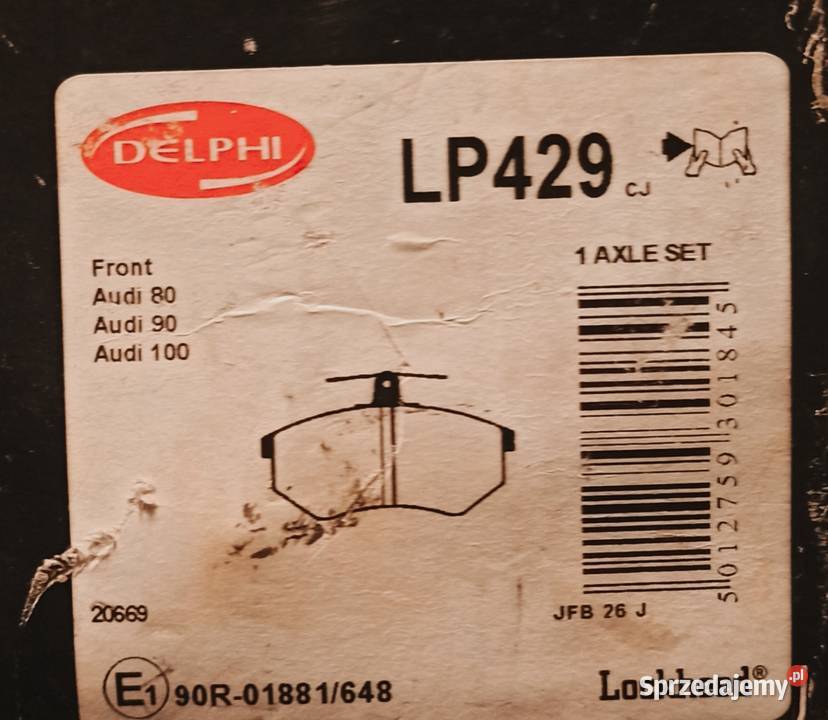 DELPHI
LP429 CJ
1 AXLE SET
Front
Audi 80
Audi 90
Audi 100
5012759301845
20669
JFB 26 J
E1 90R-01881/648
Sprzedajemy.pl